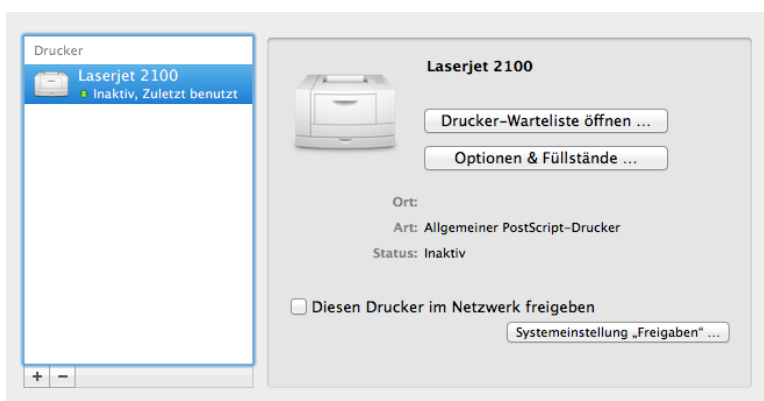 Drucker
Laserjet 2100
Inaktiv, Zuletzt benutzt
+ −
Laserjet 2100
Drucker-Warteliste öffnen ...
Optionen & Füllstände ...
Ort:
Art: Allgemeiner PostScript-Drucker
Status: Inaktiv
Diesen Drucker im Netzwerk freigeben
Systemeinstellung „Freigaben“ ...